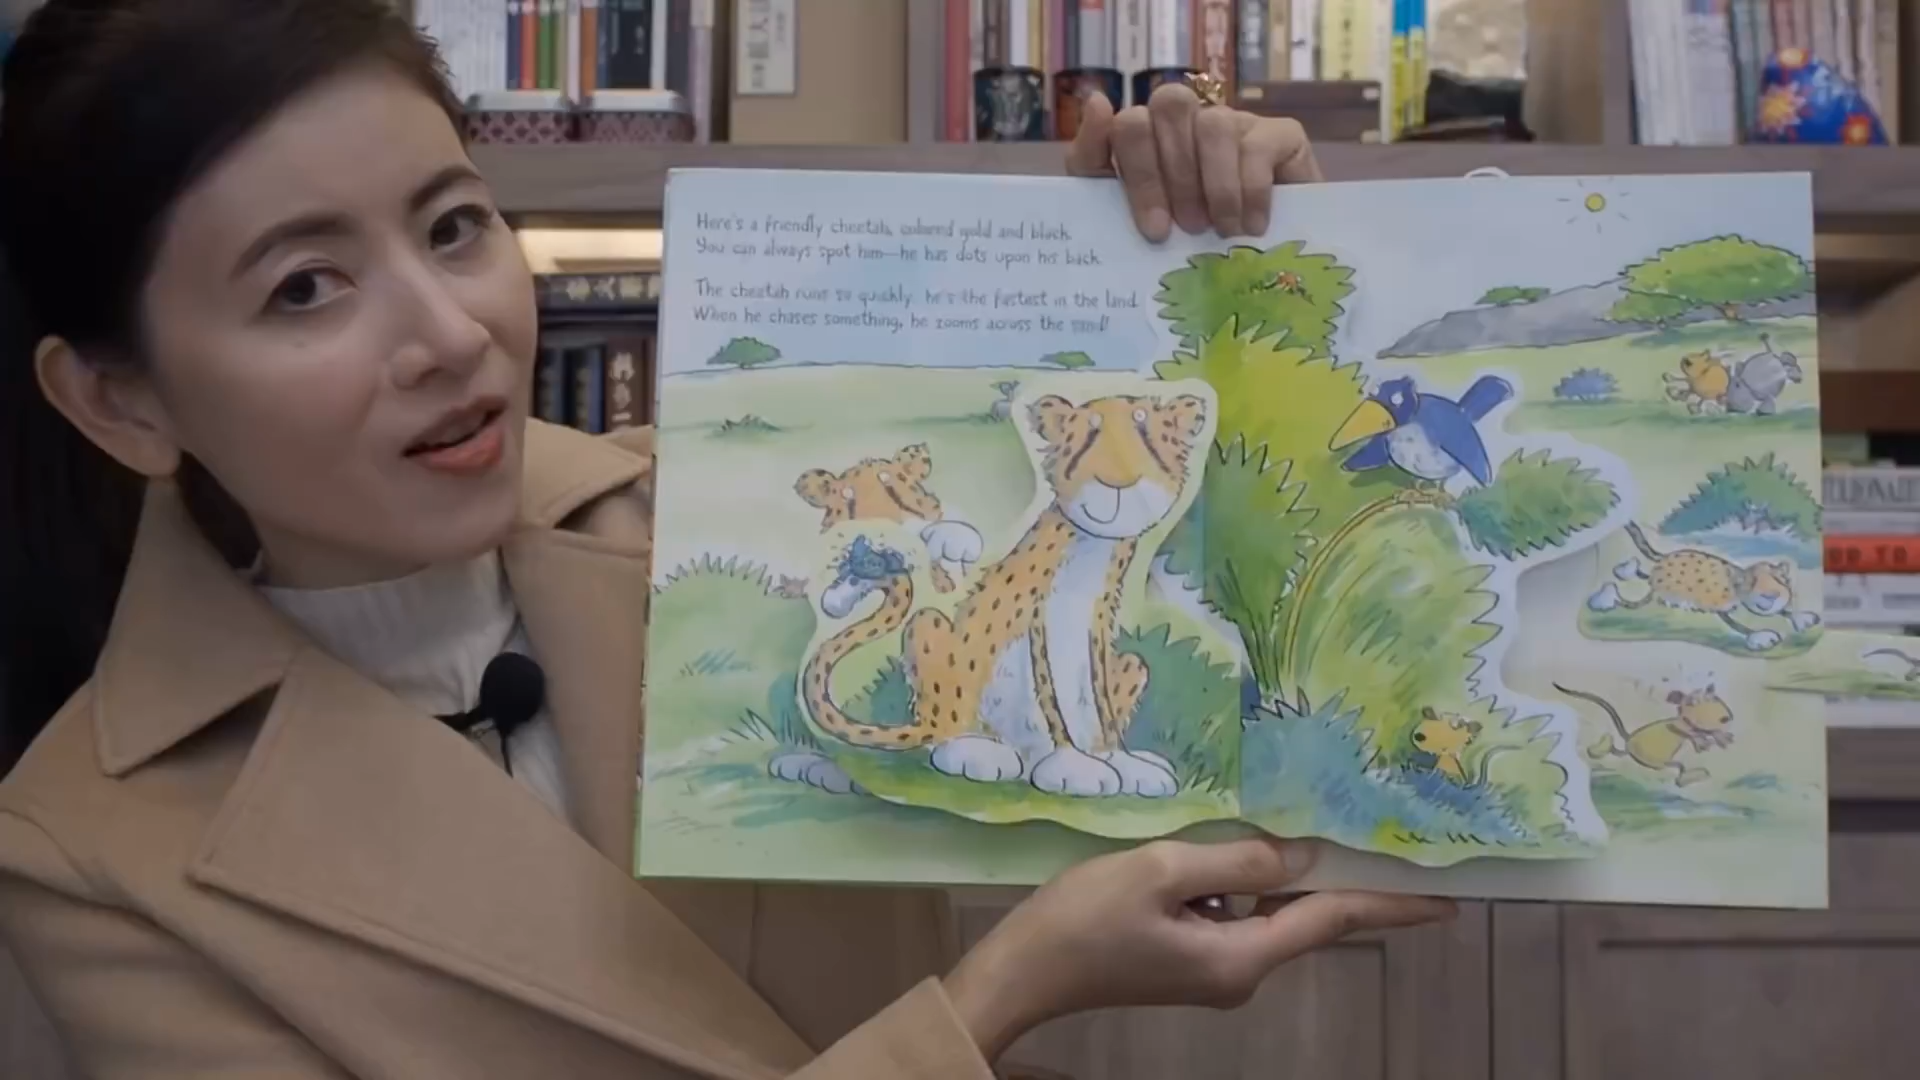 Here's a friendly cheetah, colored gold and black.
You can always spot him—he has dots upon his back.
The cheetah runs so quickly, he's the fastest in the land.
When he chases something, he zooms across the sand!